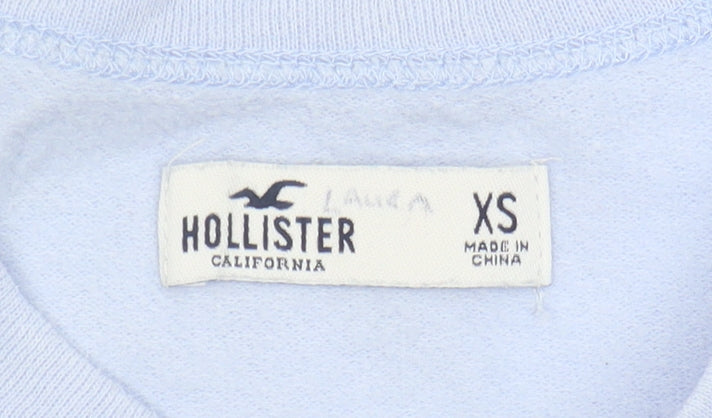 LAURA
HOLLISTER
CALIFORNIA
XS
MADE IN
CHINA